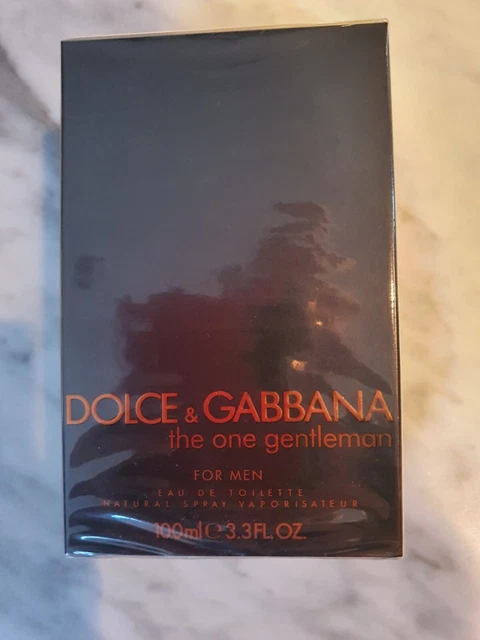 DOLCE & GABBANA
the one gentleman
FOR MEN
EAU DE TOILETTE
NATURAL SPRAY VAPORISATEUR
100ml ℮ 3.3FL.OZ.